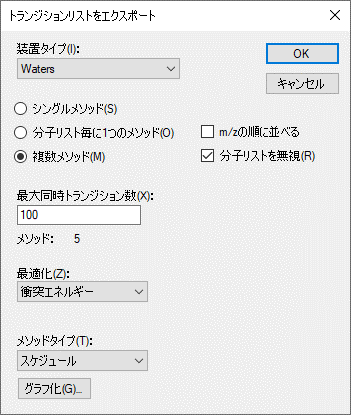 トランジションリストをエクスポート
装置タイプ(I):
Waters
OK
キャンセル
シングルメソッド(S)
分子リスト毎に1つのメソッド(O)
m/zの順に並べる
複数メソッド(M)
分子リストを無視(R)
最大同時トランジション数(X):
100
メソッド: 5
最適化(Z):
衝突エネルギー
メソッドタイプ(T):
スケジュール
グラフ化(G)...